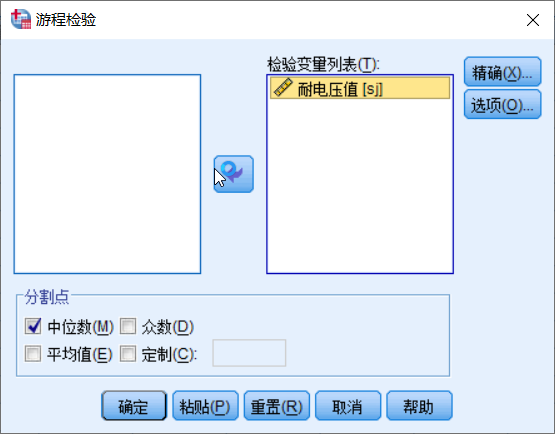 游程检验
检验变量列表(T):
耐电压值 [sj]
精确(X)...
选项(O)...
分割点
中位数(M) 众数(D)
平均值(E) 定制(C):
确定 粘贴(P) 重置(R) 取消 帮助